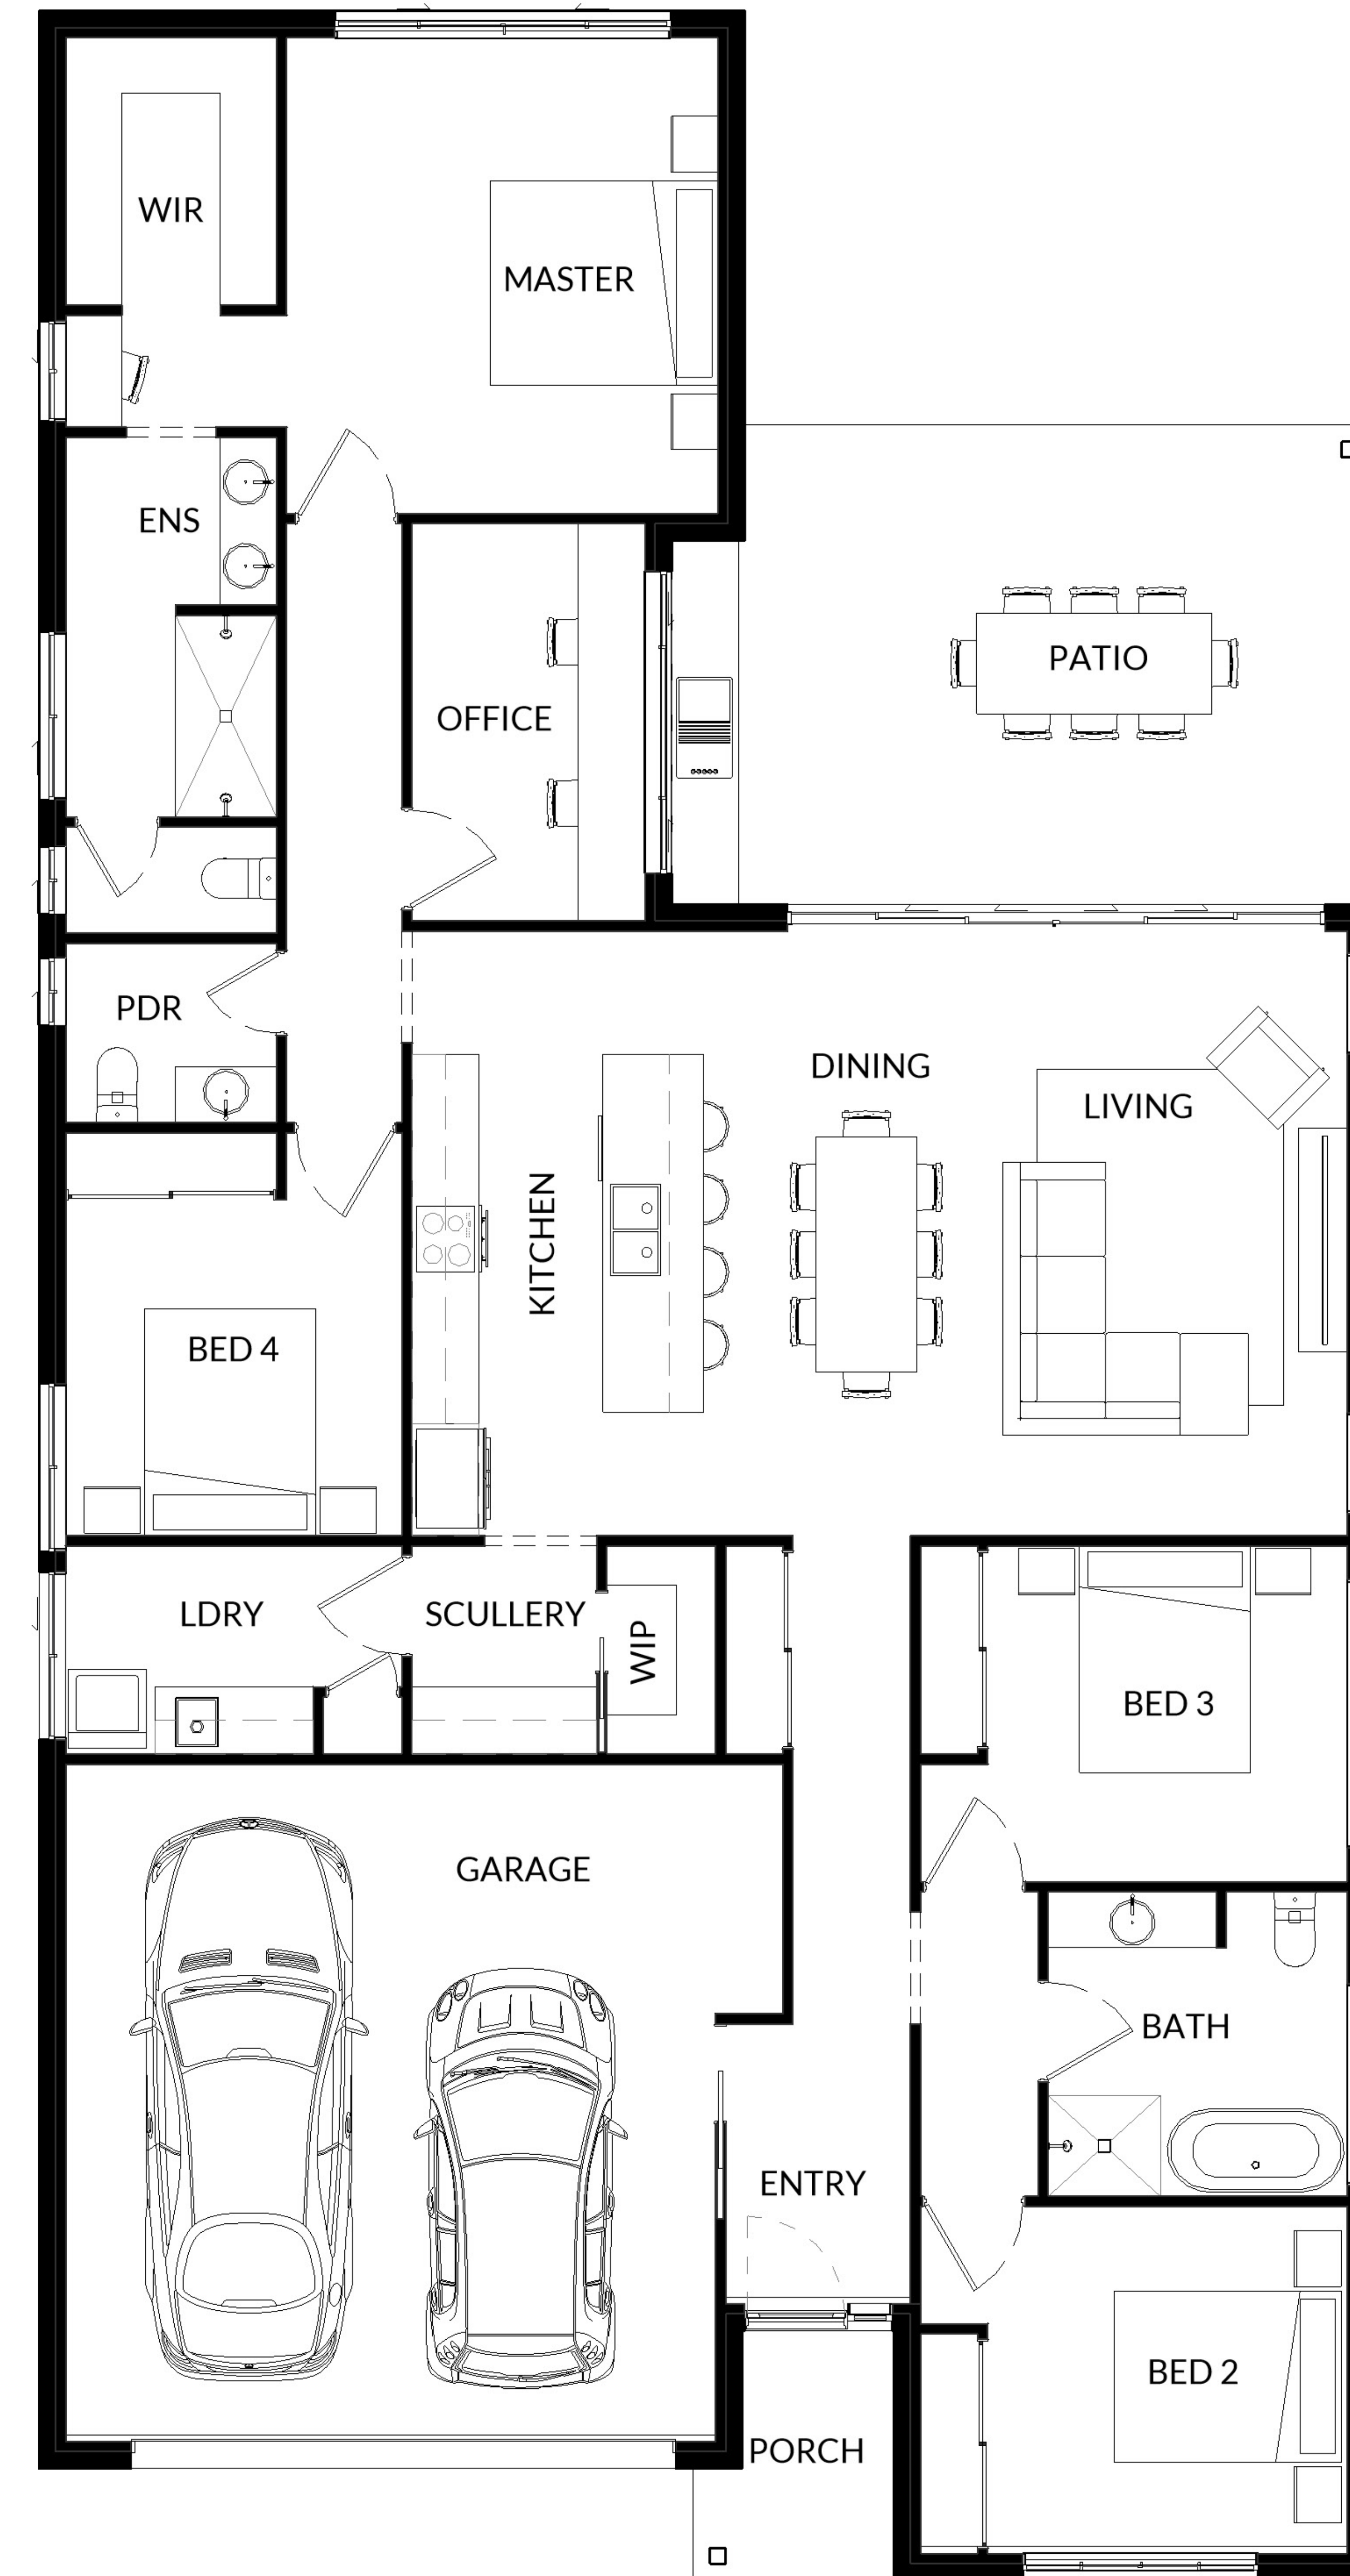 WIR
MASTER
ENS
PATIO
OFFICE
PDR
DINING
LIVING
KITCHEN
BED 4
LDRY
SCULLERY
WIP
BED 3
GARAGE
BATH
ENTRY
BED 2
PORCH